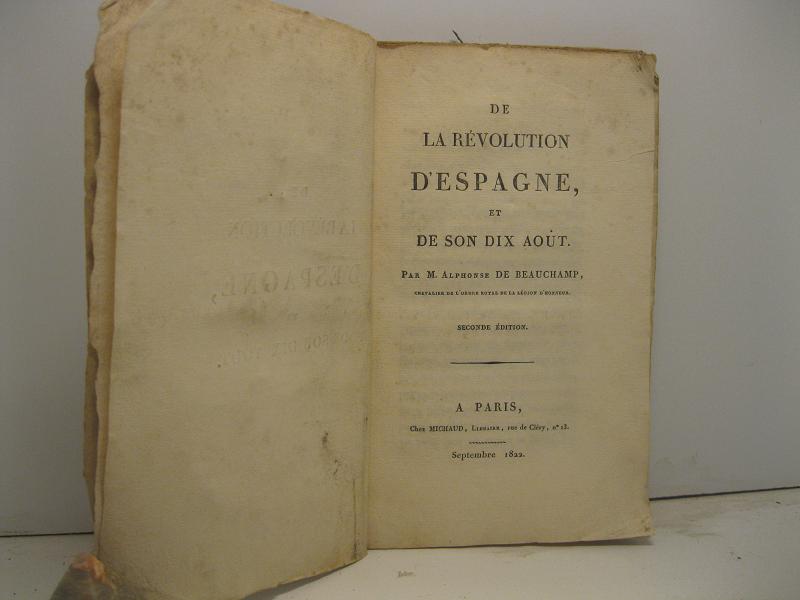 DE
LA RÉVOLUTION
D'ESPAGNE,
ET
DE SON DIX AOÛT.
PAR M. ALPHONSE DE BEAUCHAMP,
CHEVALIER DE L'ORDRE ROYAL DE LA LÉGION D'HONNEUR.
SECONDE ÉDITION.
A PARIS,
Chez MICHAUD, LIBRAIRE, rue de Cléry, n° 13.
Septembre 1822.